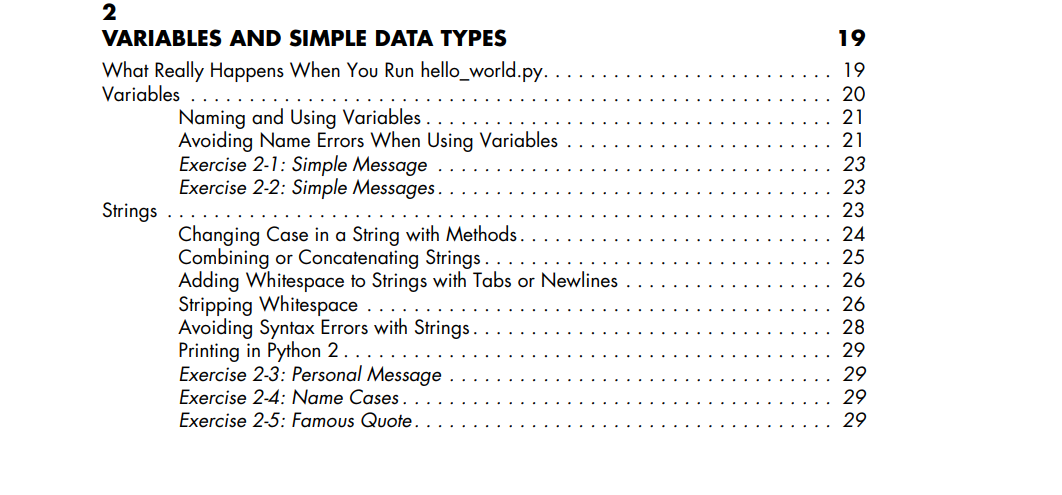 2
VARIABLES AND SIMPLE DATA TYPES 19
What Really Happens When You Run hello_world.py. . . . . . . . . . . . . . . . . . . . . . . . . 19
Variables . . . . . . . . . . . . . . . . . . . . . . . . . . . . . . . . . . . . . . . . . . . . . . . . . . . . . . . 20
Naming and Using Variables . . . . . . . . . . . . . . . . . . . . . . . . . . . . . . . . . . . 21
Avoiding Name Errors When Using Variables . . . . . . . . . . . . . . . . . . . . . . . 21
Exercise 2-1: Simple Message . . . . . . . . . . . . . . . . . . . . . . . . . . . . . . . . . . 23
Exercise 2-2: Simple Messages. . . . . . . . . . . . . . . . . . . . . . . . . . . . . . . . . . 23
Strings . . . . . . . . . . . . . . . . . . . . . . . . . . . . . . . . . . . . . . . . . . . . . . . . . . . . . . . . . 23
Changing Case in a String with Methods. . . . . . . . . . . . . . . . . . . . . . . . . . . 24
Combining or Concatenating Strings . . . . . . . . . . . . . . . . . . . . . . . . . . . . . . 25
Adding Whitespace to Strings with Tabs or Newlines . . . . . . . . . . . . . . . . . . 26
Stripping Whitespace . . . . . . . . . . . . . . . . . . . . . . . . . . . . . . . . . . . . . . . . 26
Avoiding Syntax Errors with Strings . . . . . . . . . . . . . . . . . . . . . . . . . . . . . . . 28
Printing in Python 2 . . . . . . . . . . . . . . . . . . . . . . . . . . . . . . . . . . . . . . . . . . 29
Exercise 2-3: Personal Message . . . . . . . . . . . . . . . . . . . . . . . . . . . . . . . . . 29
Exercise 2-4: Name Cases . . . . . . . . . . . . . . . . . . . . . . . . . . . . . . . . . . . . . 29
Exercise 2-5: Famous Quote . . . . . . . . . . . . . . . . . . . . . . . . . . . . . . . . . . . . 29